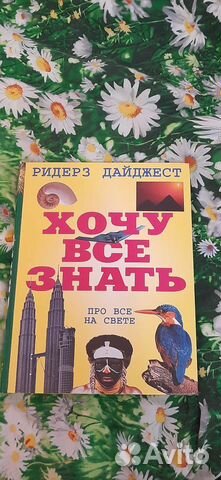 РИДЕРЗ ДАЙДЖЕСТ
ХОЧУ
ВСЕ
ЗНАТЬ
ПРО ВСЕ
НА СВЕТЕ
Avito